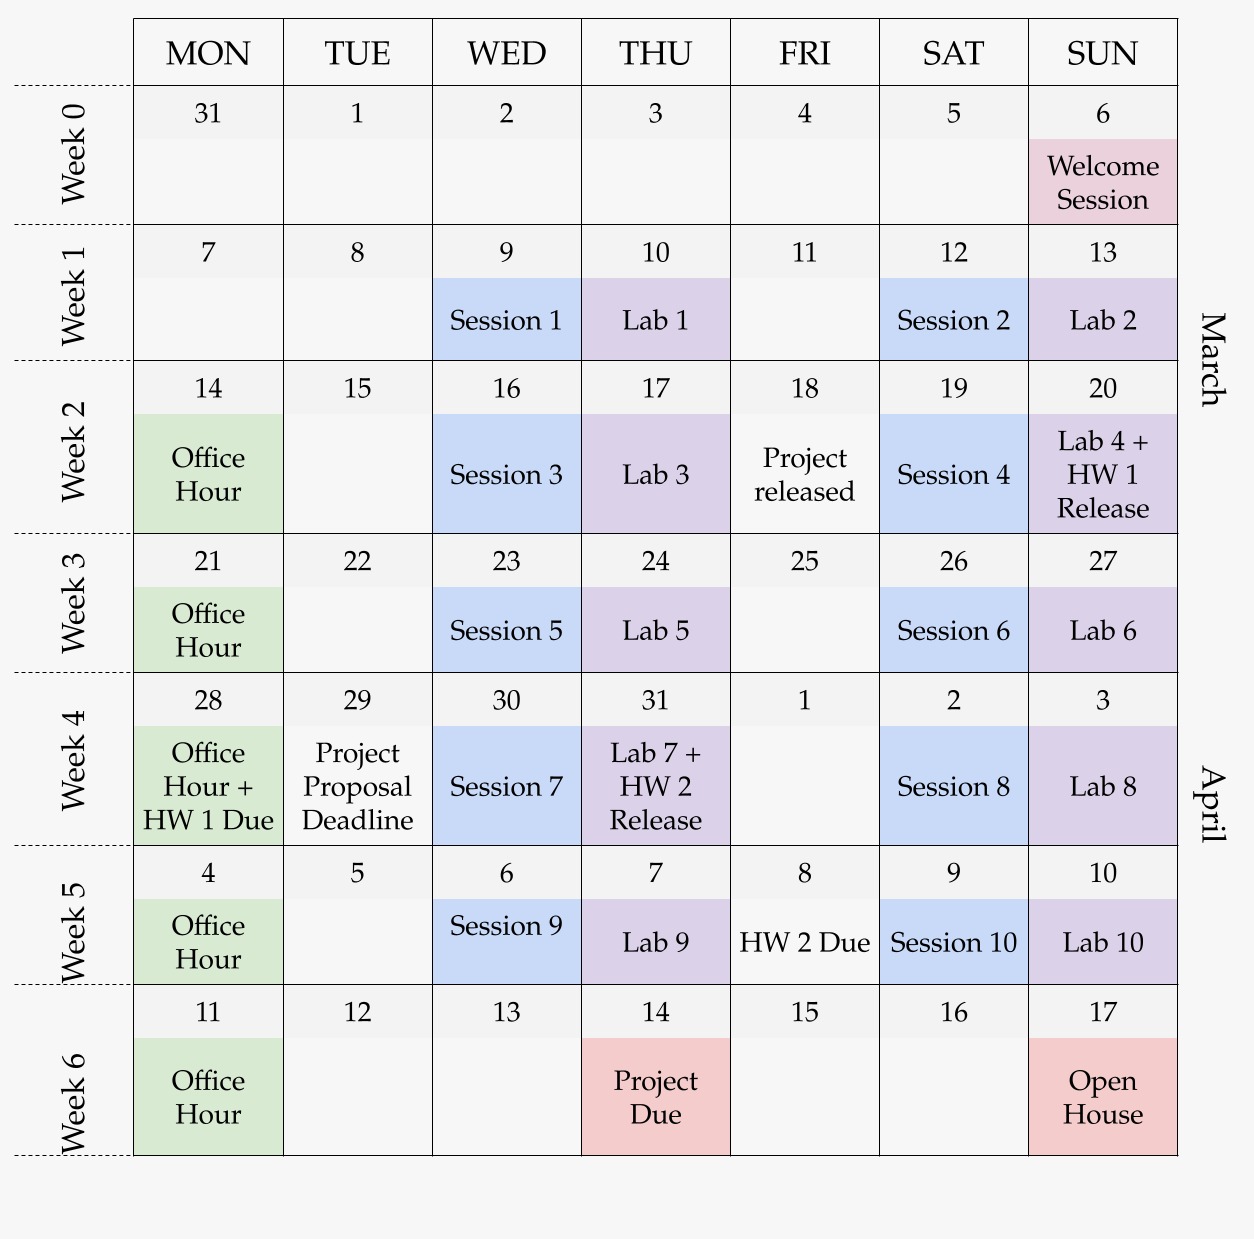 MON TUE WED THU FRI SAT SUN
Week 0
31 1 2 3 4 5 6
Welcome
Session
Week 1
7 8 9 10 11 12 13
Session 1 Lab 1 Session 2 Lab 2
March
Week 2
14 15 16 17 18 19 20
Office
Hour
Session 3
Lab 3
Project
released
Session 4
Lab 4 +
HW 1
Release
Week 3
21 22 23 24 25 26 27
Office
Hour
Session 5
Lab 5
Session 6
Lab 6
Week 4
28 29 30 31 1 2 3
Office
Hour +
HW 1 Due
Project
Proposal
Deadline
Session 7
Lab 7 +
HW 2
Release
Session 8
Lab 8
April
Week 5
4 5 6 7 8 9 10
Office
Hour
Session 9
Lab 9
HW 2 Due
Session 10
Lab 10
Week 6
11 12 13 14 15 16 17
Office
Hour
Project
Due
Open
House